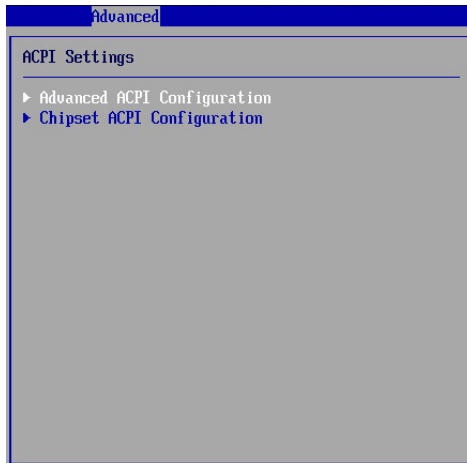 Advanced
ACPI Settings
Advanced ACPI Configuration
Chipset ACPI Configuration